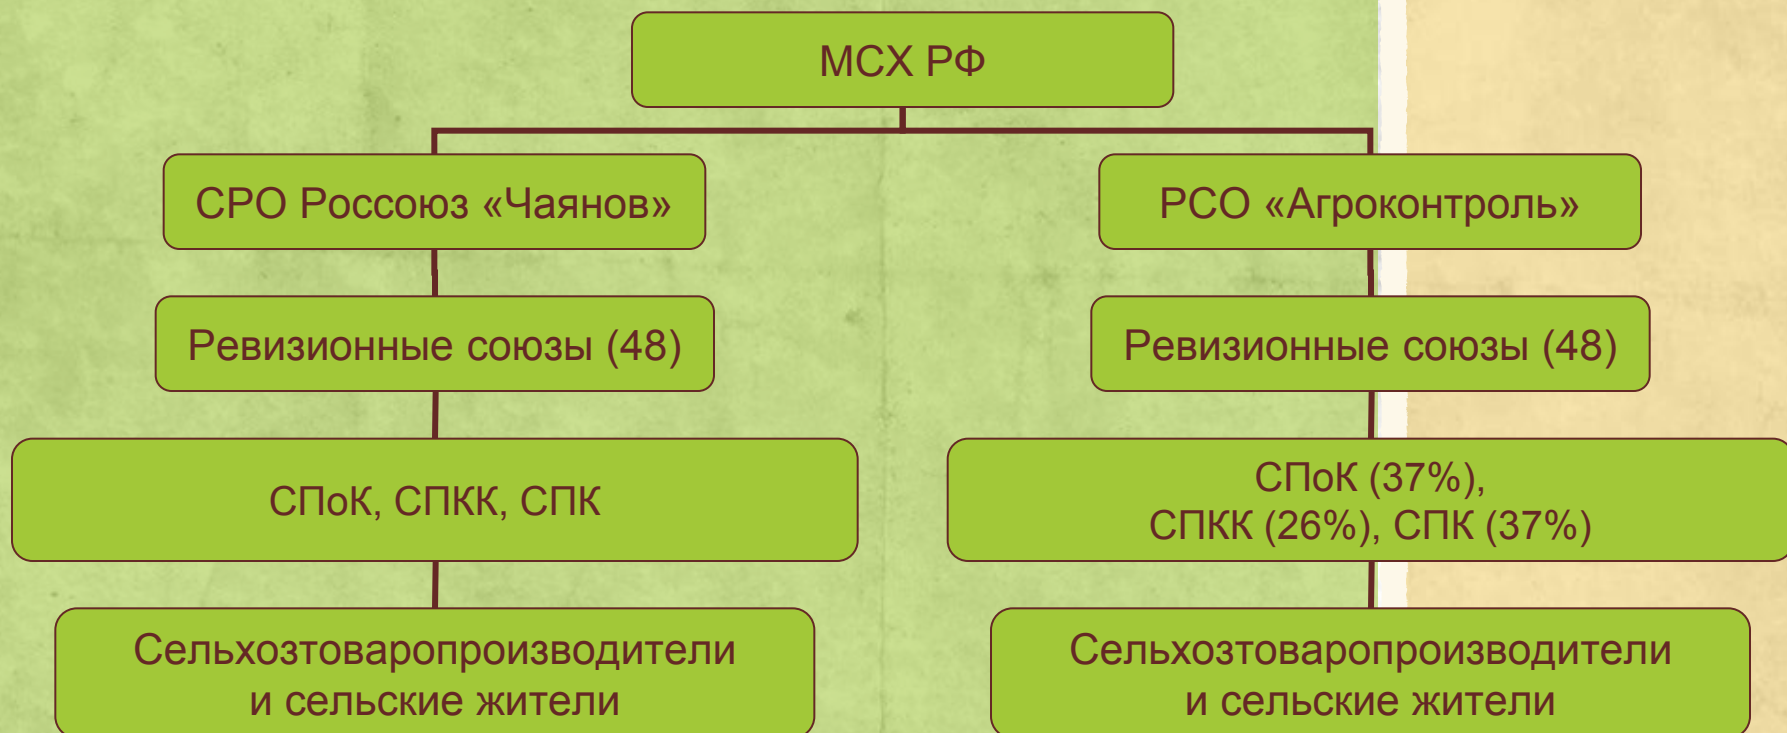 МСХ РФ
СРО Россоюз «Чаянов»
РСО «Агроконтроль»
Ревизионные союзы (48)
Ревизионные союзы (48)
СПоК, СПКК, СПК
СПоК (37%),
СПКК (26%), СПК (37%)
Сельхозтоваропроизводители
и сельские жители
Сельхозтоваропроизводители
и сельские жители